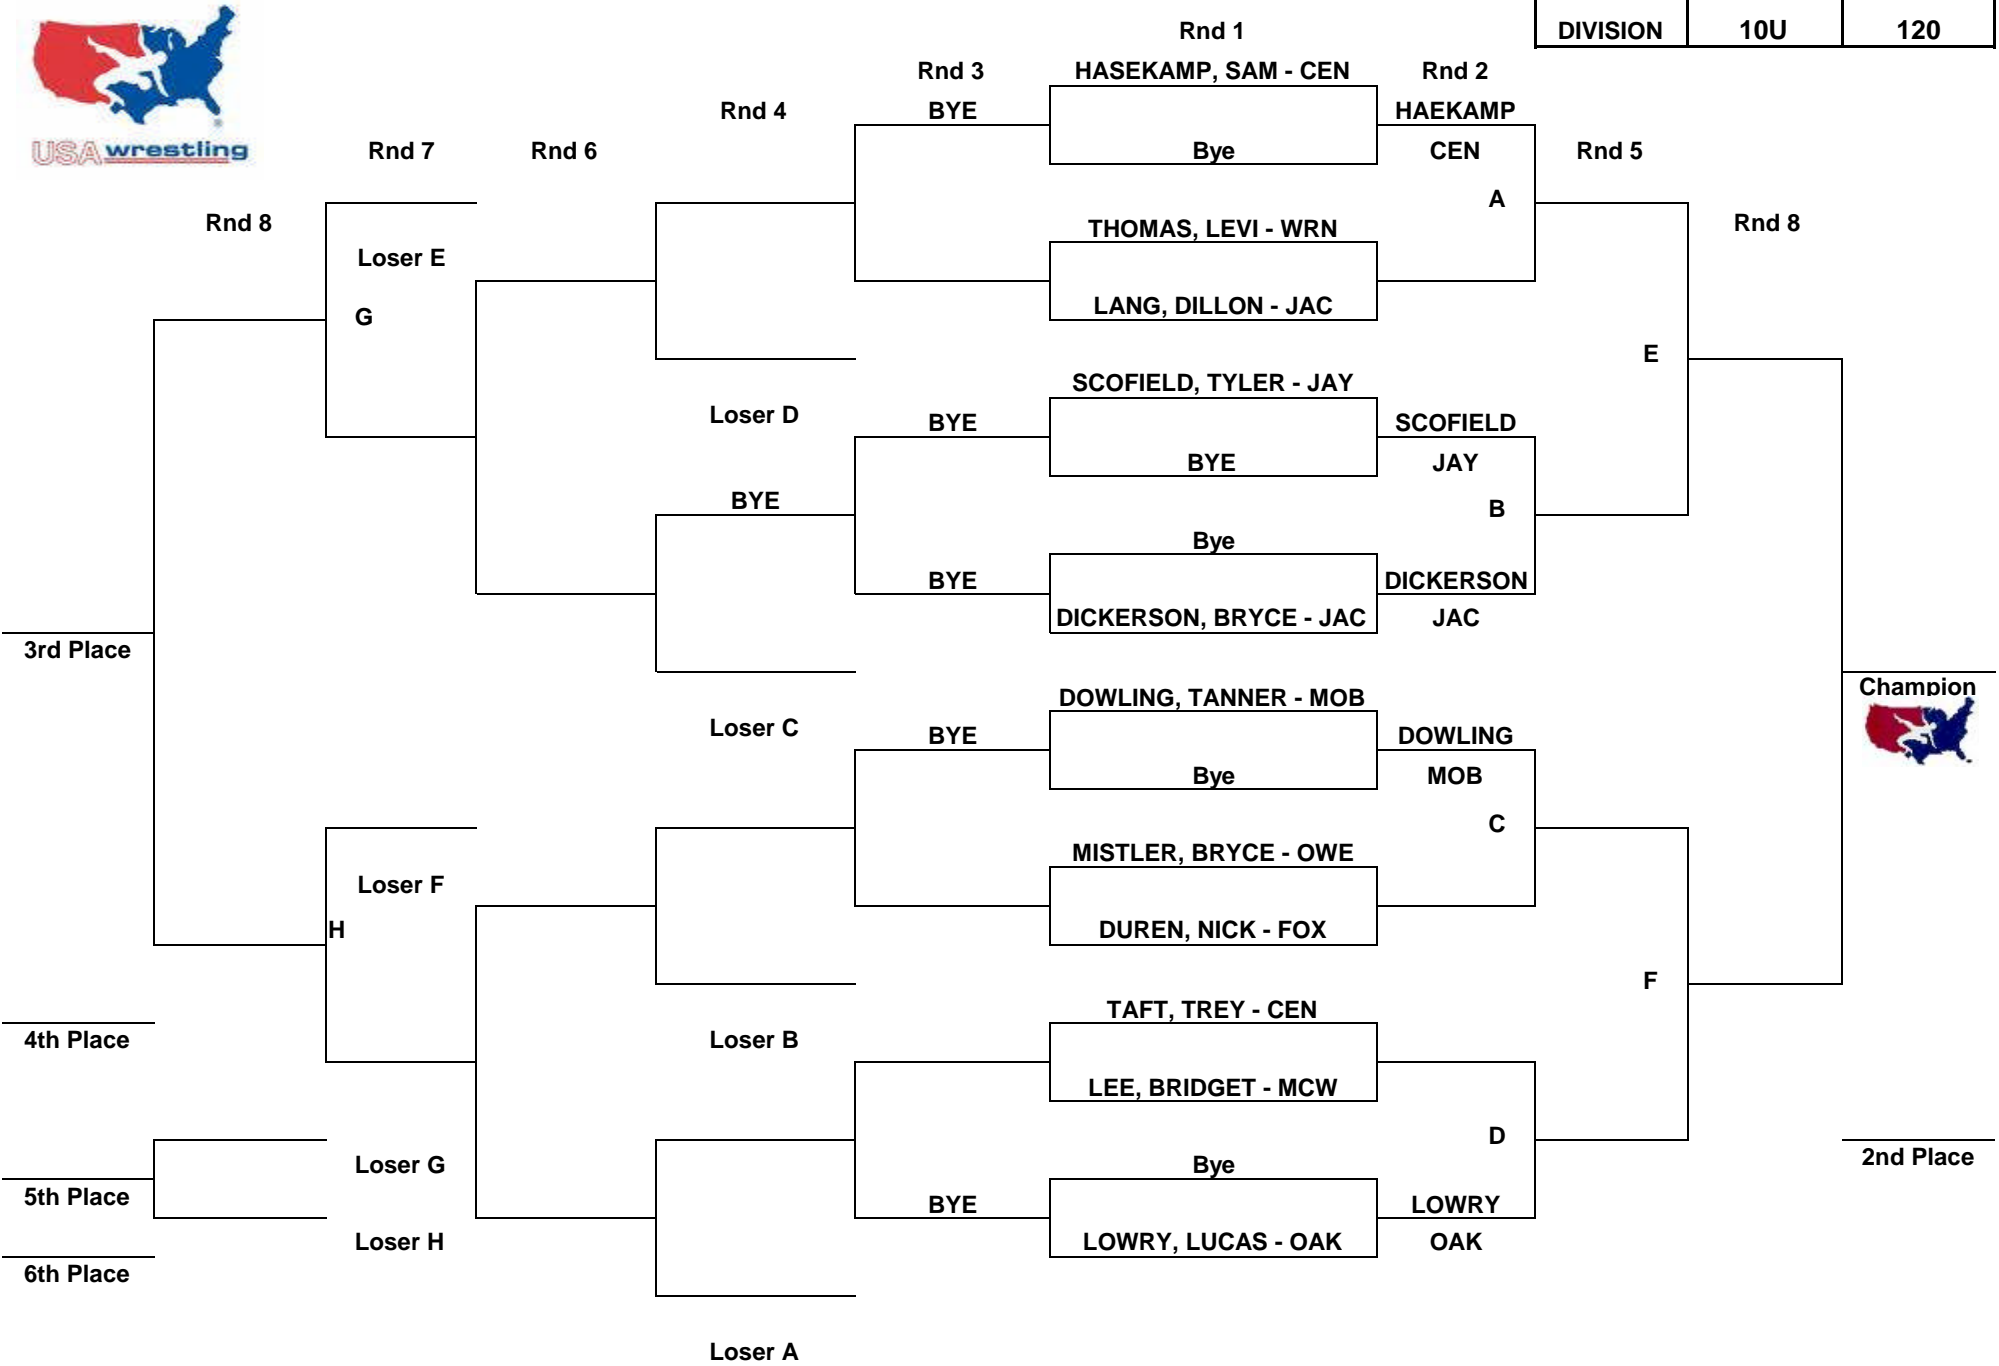 Rnd 1
DIVISION 10U 120
Rnd 3 HASEKAMP, SAM - CEN Rnd 2
Rnd 4 BYE HAEKAMP
USA wrestling Rnd 7 Rnd 6 Bye CEN Rnd 5
A
Rnd 8 THOMAS, LEVI - WRN Rnd 8
Loser E
G LANG, DILLON - JAC
E
SCOFIELD, TYLER - JAY
Loser D BYE SCOFIELD
BYE JAY
BYE B
Bye
BYE DICKERSON
DICKERSON, BRYCE - JAC JAC
3rd Place
Champion
DOWLING, TANNER - MOB
Loser C BYE DOWLING
Bye MOB
C
MISTLER, BRYCE - OWE
Loser F
H DUREN, NICK - FOX
F
TAFT, TREY - CEN
4th Place Loser B
LEE, BRIDGET - MCW
D
Loser G Bye 2nd Place
5th Place BYE LOWRY
Loser H LOWRY, LUCAS - OAK OAK
6th Place
Loser A